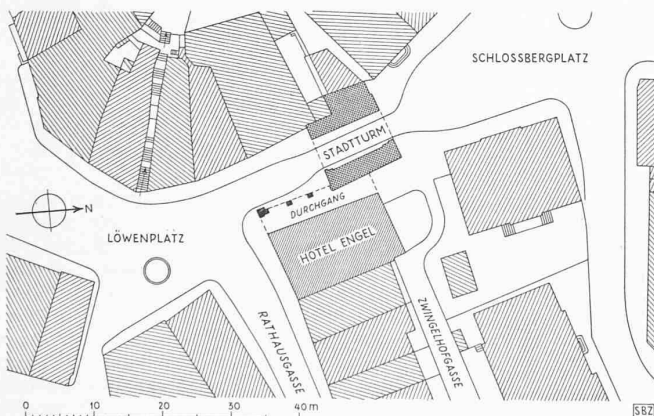 SCHLOSSBERGPLATZ
STADTTURM
N
DURCHGANG
LÖWENPLATZ
HOTEL ENGEL
RATHAUSGASSE
ZWINGELHOFGASSE
0 10 20 30 40 m
SBZ